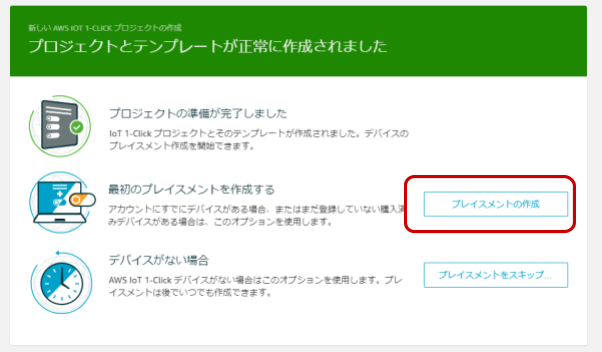 新しい AWS IOT 1-CLICK プロジェクトの作成
プロジェクトとテンプレートが正常に作成されました
プロジェクトの準備が完了しました
IoT 1-Click プロジェクトとそのテンプレートが作成されました。デバイスの
プレイスメント作成を開始できます。
最初のプレイスメントを作成する
アカウントにすでにデバイスがある場合、またはまだ登録していない購入済
みデバイスがある場合は、このオプションを使用します。
プレイスメントの作成
デバイスがない場合
AWS IoT 1-Click デバイスがない場合はこのオプションを使用します。プレ
イスメントは後でいつでも作成できます。
プレイスメントをスキップ...